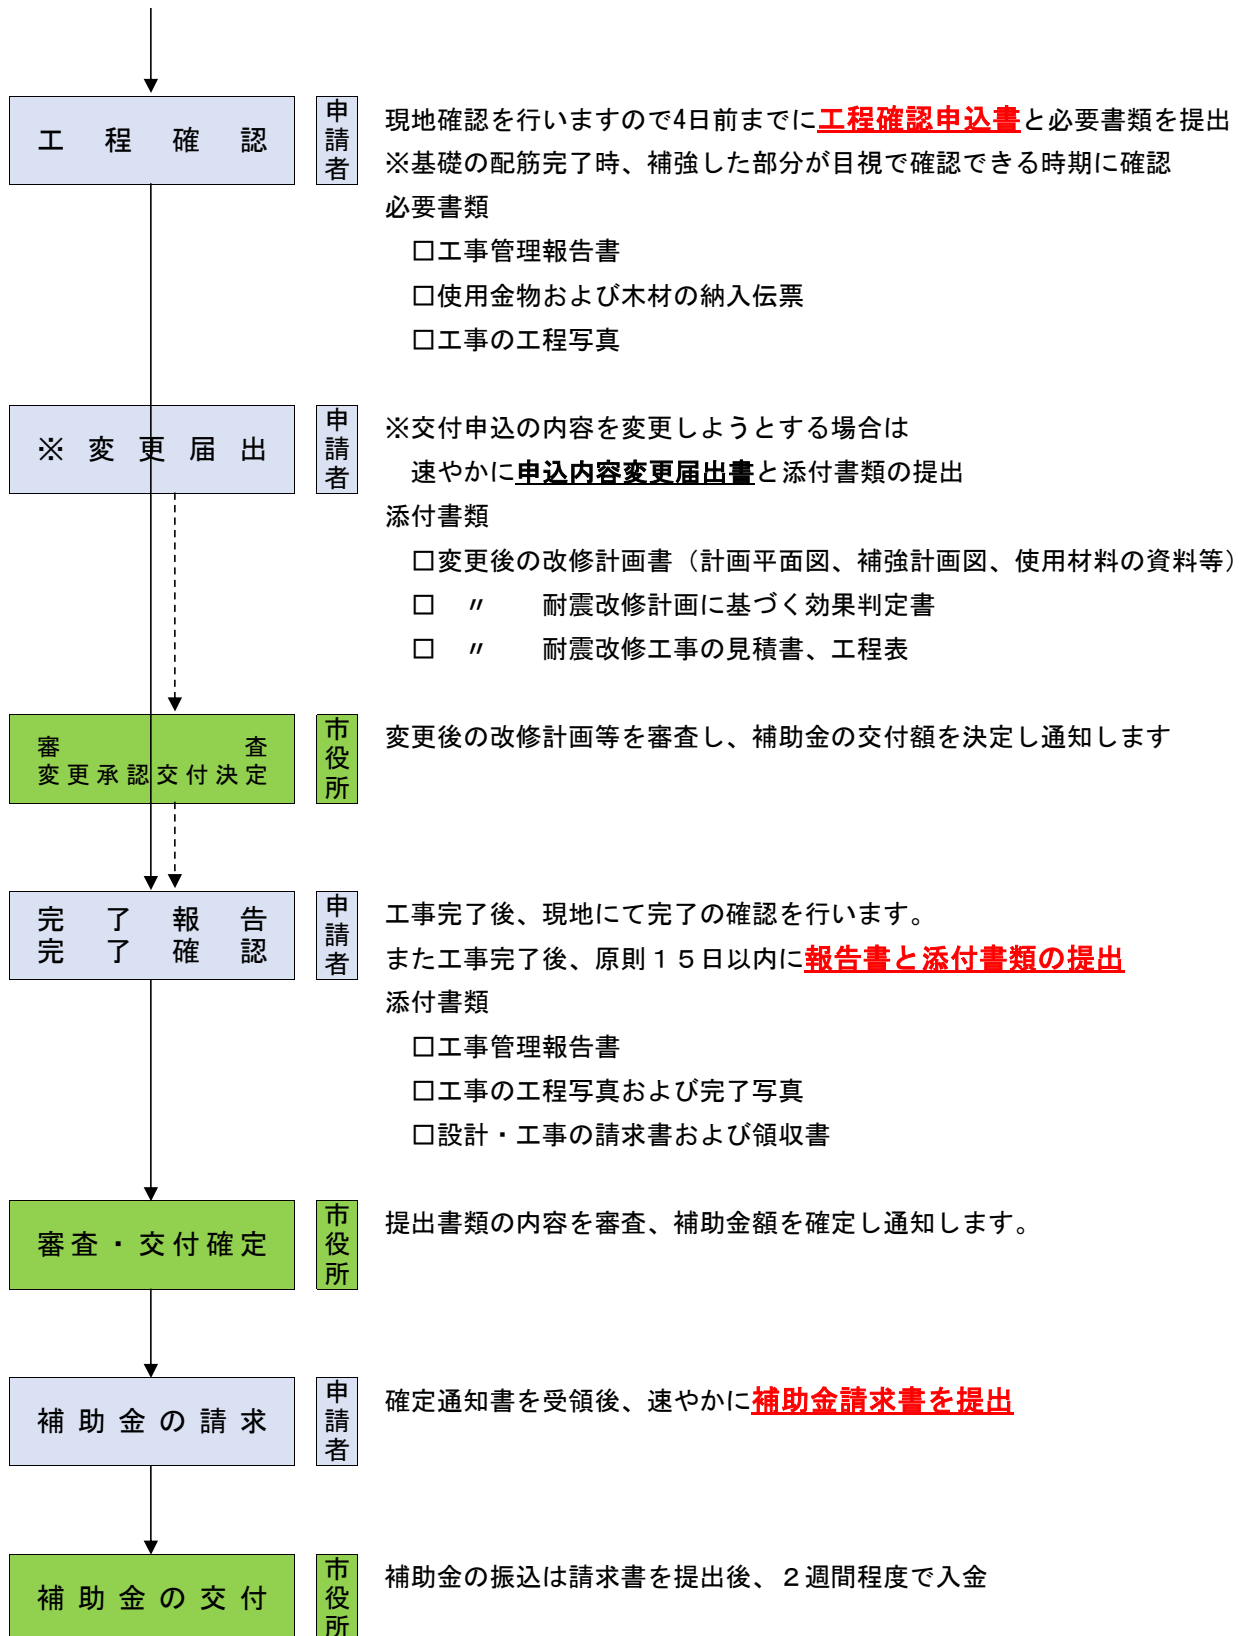 工程確認
申請者
現地確認を行いますので4日前までに工程確認申込書と必要書類を提出
※基礎の配筋完了時、補強した部分が目視で確認できる時期に確認
必要書類
□工事管理報告書
□使用金物および木材の納入伝票
□工事の工程写真
※変更届出
申請者
※交付申込の内容を変更しようとする場合は
速やかに申込内容変更届出書と添付書類の提出
添付書類
□変更後の改修計画書（計画平面図、補強計画図、使用材料の資料等）
□ 〃 耐震改修計画に基づく効果判定書
□ 〃 耐震改修工事の見積書、工程表
審査
変更承認交付決定
市役所
変更後の改修計画等を審査し、補助金の交付額を決定し通知します
完了報告
完了確認
申請者
工事完了後、現地にて完了の確認を行います。
また工事完了後、原則１５日以内に報告書と添付書類の提出
添付書類
□工事管理報告書
□工事の工程写真および完了写真
□設計・工事の請求書および領収書
審査・交付確定
市役所
提出書類の内容を審査、補助金額を確定し通知します。
補助金の請求
申請者
確定通知書を受領後、速やかに補助金請求書を提出
補助金の交付
市役所
補助金の振込は請求書を提出後、２週間程度で入金